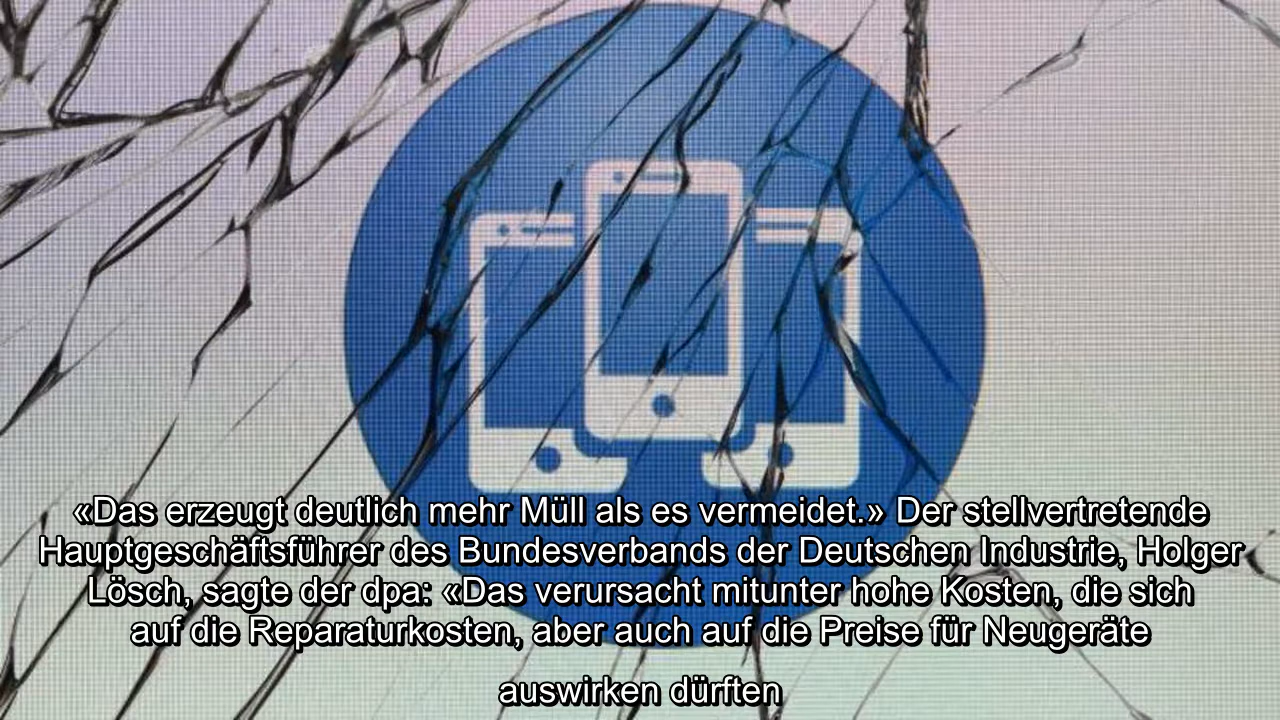 «Das erzeugt deutlich mehr Müll als es vermeidet.» Der stellvertretende
Hauptgeschäftsführer des Bundesverbands der Deutschen Industrie, Holger
Lösch, sagte der dpa: «Das verursacht mitunter hohe Kosten, die sich
auf die Reparaturkosten, aber auch auf die Preise für Neugeräte
auswirken dürften